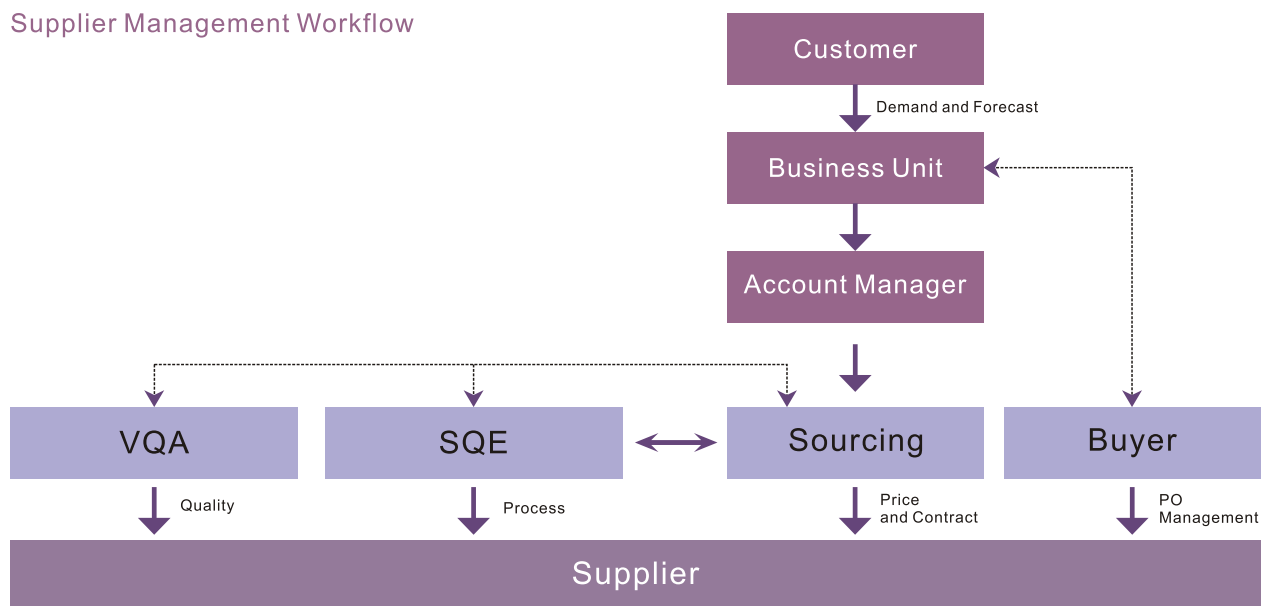 Supplier Management Workflow
Customer
Demand and Forecast
Business Unit
Account Manager
VQA
SQE
Sourcing
Buyer
Quality
Process
Price
and Contract
PO
Management
Supplier